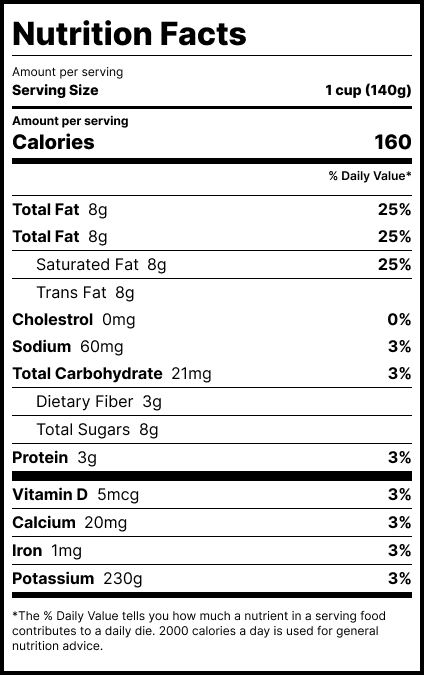 Nutrition Facts
Amount per serving
Serving Size 1 cup (140g)
Amount per serving
Calories 160
% Daily Value*
Total Fat 8g 25%
Total Fat 8g 25%
Saturated Fat 8g 25%
Trans Fat 8g
Cholestrol 0mg 0%
Sodium 60mg 3%
Total Carbohydrate 21mg 3%
Dietary Fiber 3g
Total Sugars 8g
Protein 3g 3%
Vitamin D 5mcg 3%
Calcium 20mg 3%
Iron 1mg 3%
Potassium 230g 3%
*The % Daily Value tells you how much a nutrient in a serving food
contributes to a daily die. 2000 calories a day is used for general
nutrition advice.